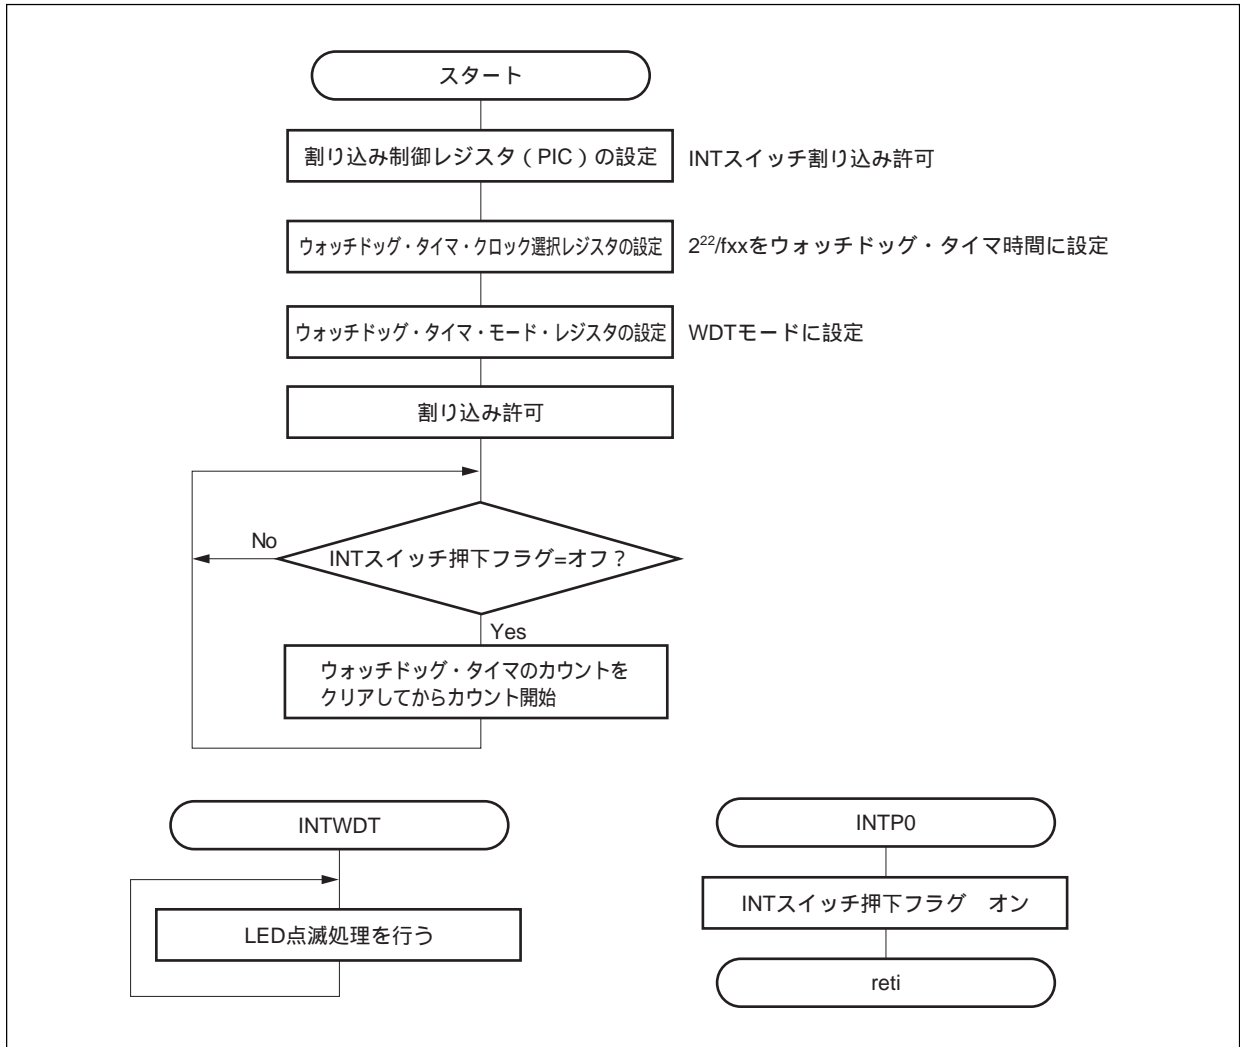 スタート
割り込み制御レジスタ（PIC）の設定 INTスイッチ割り込み許可
ウォッチドッグ・タイマ・クロック選択レジスタの設定 2²²/fxxをウォッチドッグ・タイマ時間に設定
ウォッチドッグ・タイマ・モード・レジスタの設定 WDTモードに設定
割り込み許可
No
INTスイッチ押下フラグ=オフ？
Yes
ウォッチドッグ・タイマのカウントを
クリアしてからカウント開始
INTWDT
LED点滅処理を行う
INTP0
INTスイッチ押下フラグ　オン
reti